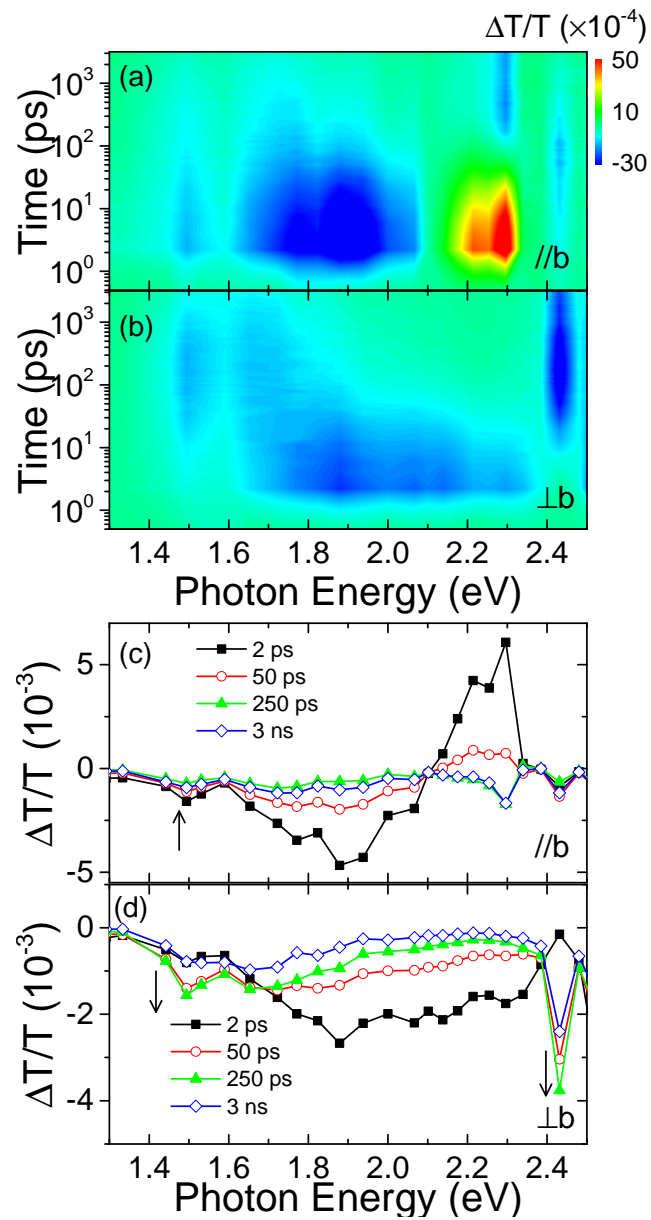 ΔT/T (×10⁻⁴)
50
10
-30
(a)
10³
10²
10¹
10⁰
Time (ps)
//b
(b)
10³
10²
10¹
10⁰
Time (ps)
⊥b
1.4 1.6 1.8 2.0 2.2 2.4
Photon Energy (eV)
(c)
2 ps
50 ps
250 ps
3 ns
5
0
-5
ΔT/T (10⁻³)
//b
(d)
0
-2
-4
ΔT/T (10⁻³)
2 ps
50 ps
250 ps
3 ns
⊥b
1.4 1.6 1.8 2.0 2.2 2.4
Photon Energy (eV)